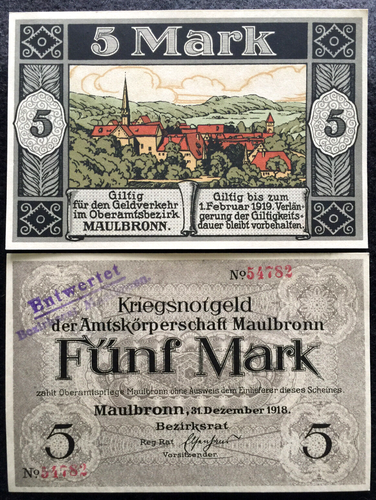 5 Mark
5
5
Giltig
für den Geldverkehr
im Oberamtsbezirk
MAULBRONN.
Giltig bis zum
1. Februar 1919. Verlän-
gerung der Giltigkeits-
dauer bleibt vorbehalten.
Entwertet
No 54782
Kriegsnotgeld
der Amtskörperschaft Maulbronn
Fünf Mark
zahlt Oberamtspflege Maulbronn ohne Ausweis dem Einlieferer dieses Scheines.
Maulbronn, 31. Dezember 1918.
Bezirksrat
5
5
Reg Rat
Vorsitzender
No 54782